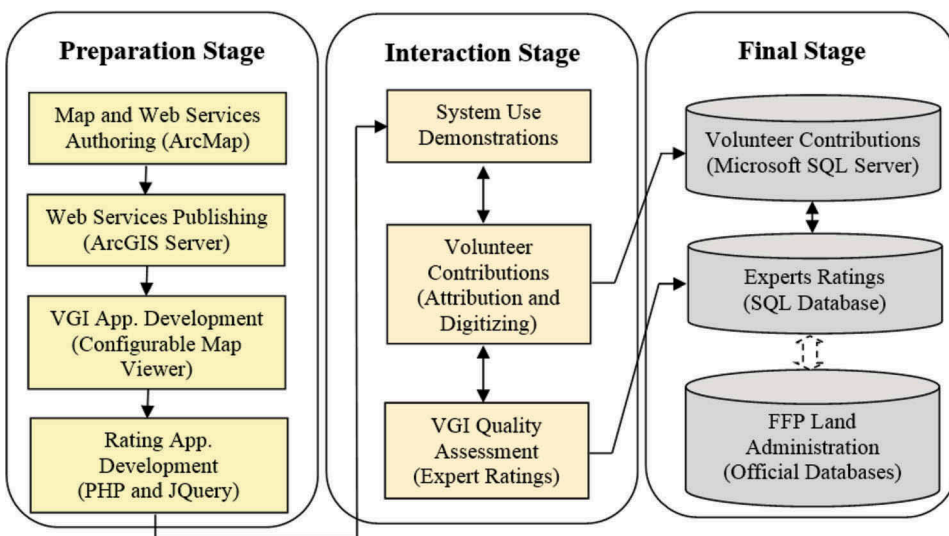 Preparation Stage
Map and Web Services
Authoring (ArcMap)
Web Services Publishing
(ArcGIS Server)
VGI App. Development
(Configurable Map
Viewer)
Rating App.
Development
(PHP and JQuery)
Interaction Stage
System Use
Demonstrations
Volunteer
Contributions
(Attribution and
Digitizing)
VGI Quality
Assessment
(Expert Ratings)
Final Stage
Volunteer Contributions
(Microsoft SQL Server)
Experts Ratings
(SQL Database)
FFP Land
Administration
(Official Databases)